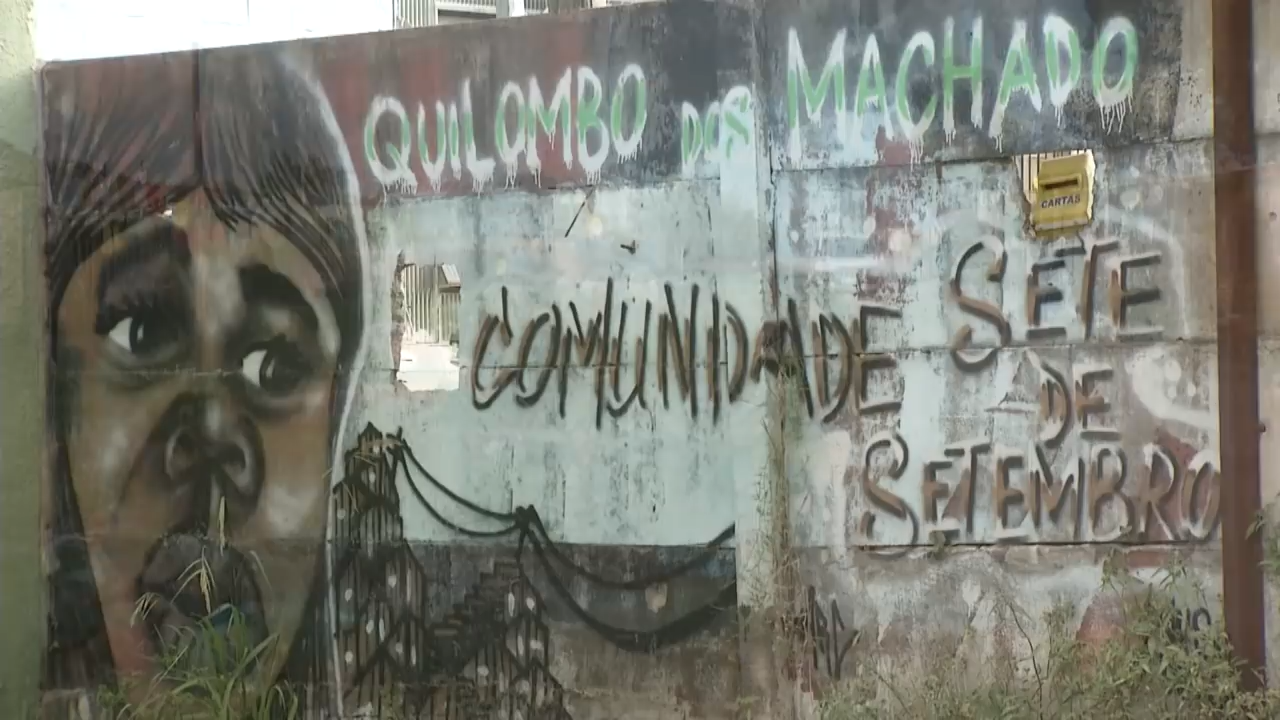 QUILOMBO DOS MACHADO
CARTAS
COMUNIDADE SETE
DE
SETEMBRO